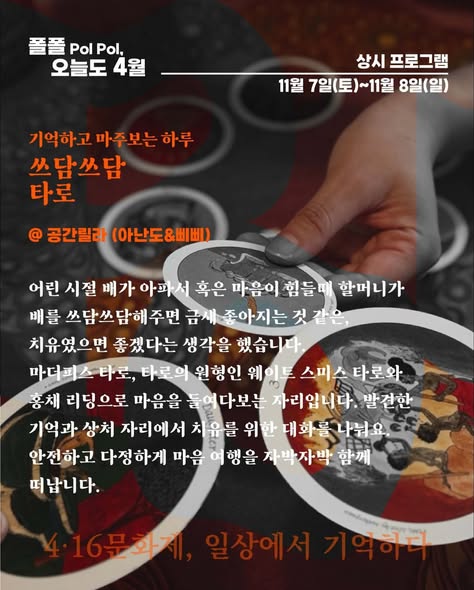 폴폴 Pol Pol,
오늘도 4월
상시 프로그램
11월 7일(토)~11월 8일(일)
기억하고 마주보는 하루
쓰담쓰담
타로
@ 공간릴라 (아난도&삐삐)
어린 시절 배가 아파서 혹은 마음이 힘들때 할머니가
배를 쓰담쓰담해주면 금새 좋아지는 것 같은,
치유였으면 좋겠다는 생각을 했습니다.
마더피스 타로, 타로의 원형인 웨이트 스미스 타로와
홍채 리딩으로 마음을 들여다보는 자리입니다. 발견한
기억과 상처 자리에서 치유를 위한 대화를 나눠요.
안전하고 다정하게 마음 여행을 자박자박 함께
떠납니다.
4·16문화제, 일상에서 기억하다